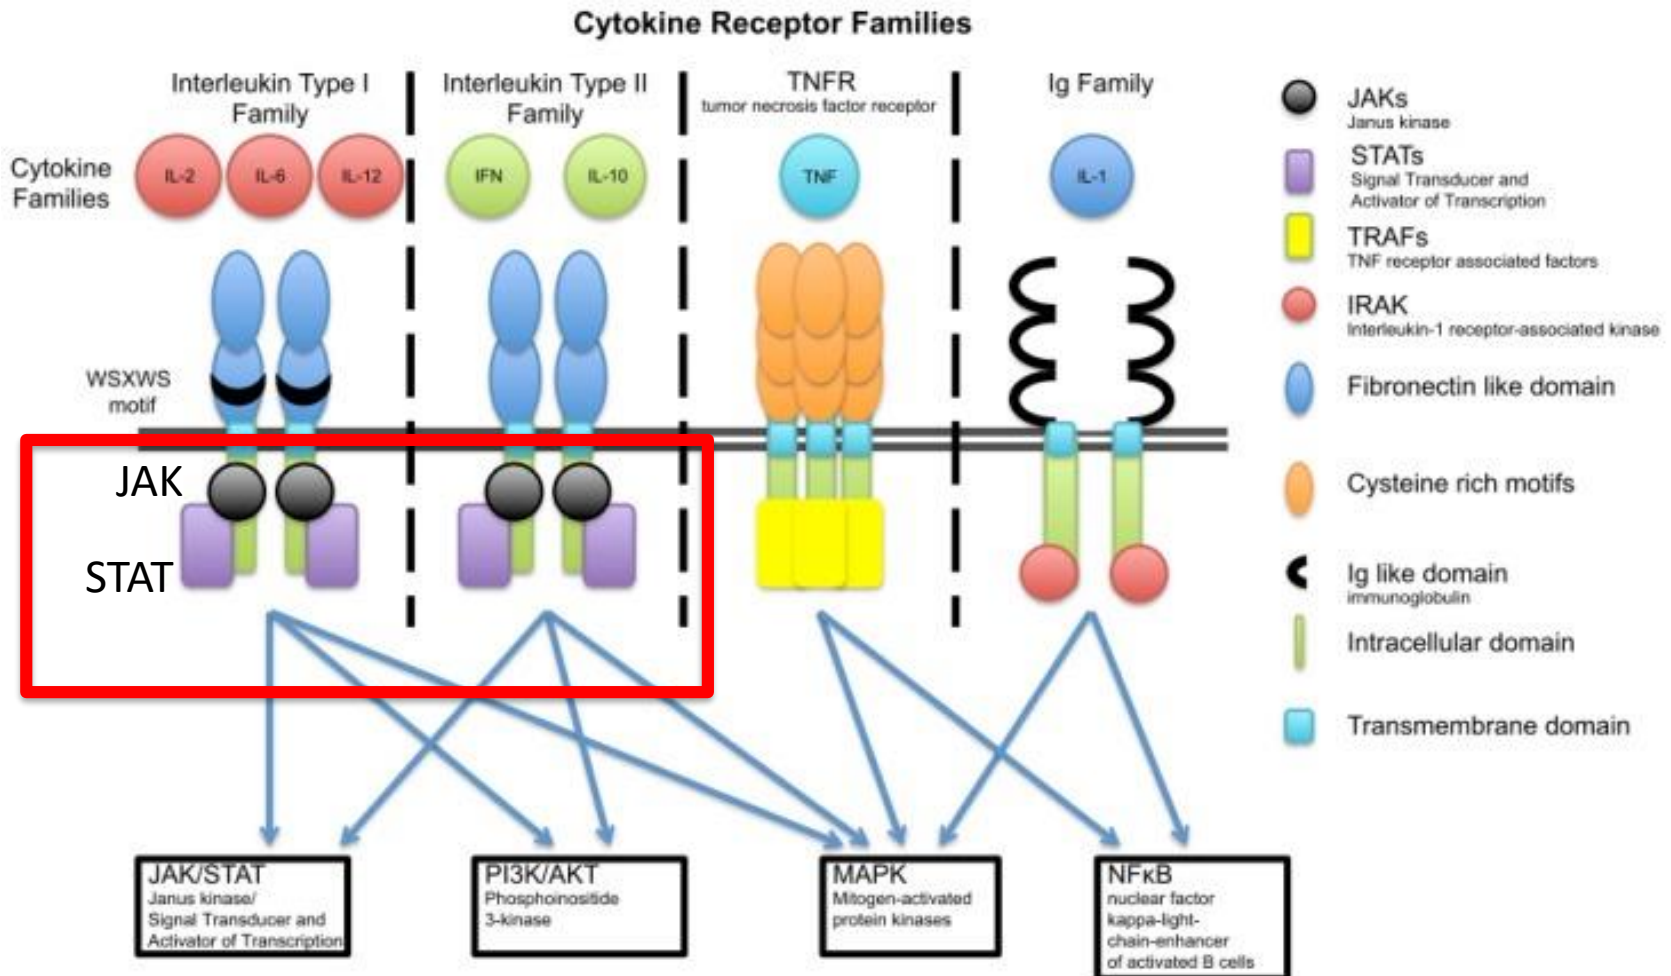 Cytokine Receptor Families
Interleukin Type I
Family
Interleukin Type II
Family
TNFR
tumor necrosis factor receptor
Ig Family
Cytokine
Families
IL-2
IL-6
IL-12
IFN
IL-10
TNF
IL-1
WSXWS
motif
JAK
STAT
JAK/STAT
Janus kinase/
Signal Transducer and
Activator of Transcription
PI3K/AKT
Phosphoinositide
3-kinase
MAPK
Mitogen-activated
protein kinases
NFκB
nuclear factor
kappa-light-
chain-enhancer
of activated B cells
JAKs
Janus kinase
STATs
Signal Transducer and
Activator of Transcription
TRAFs
TNF receptor associated factors
IRAK
Interleukin-1 receptor-associated kinase
Fibronectin like domain
Cysteine rich motifs
Ig like domain
immunoglobulin
Intracellular domain
Transmembrane domain